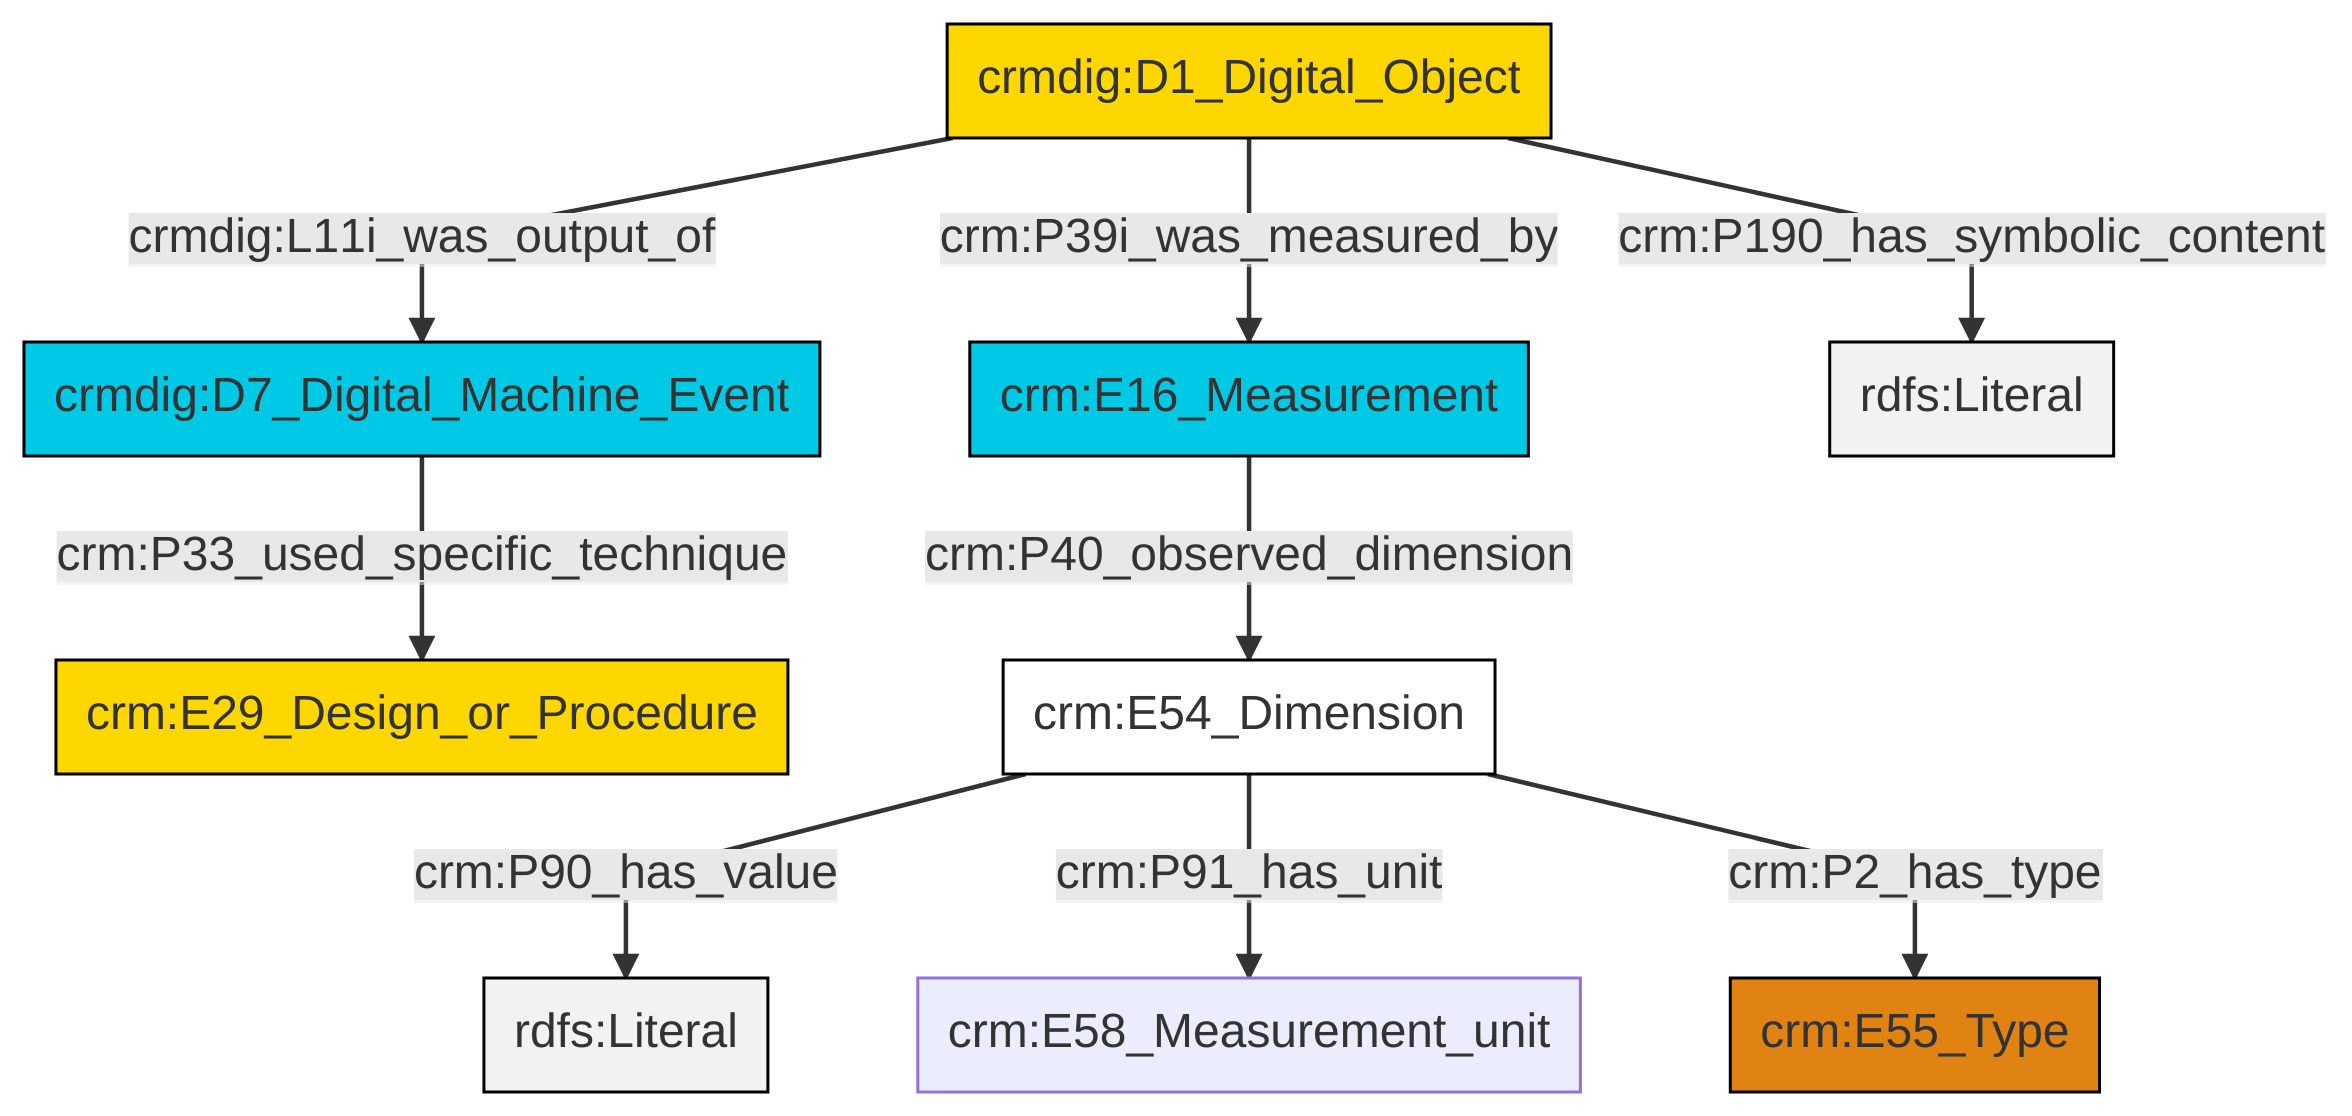 crmdig:D1_Digital_Object
crmdig:L11i_was_output_of
crm:P39i_was_measured_by
crm:P190_has_symbolic_content
crmdig:D7_Digital_Machine_Event
crm:E16_Measurement
rdfs:Literal
crm:P33_used_specific_technique
crm:P40_observed_dimension
crm:E29_Design_or_Procedure
crm:E54_Dimension
crm:P90_has_value
crm:P91_has_unit
crm:P2_has_type
rdfs:Literal
crm:E58_Measurement_unit
crm:E55_Type